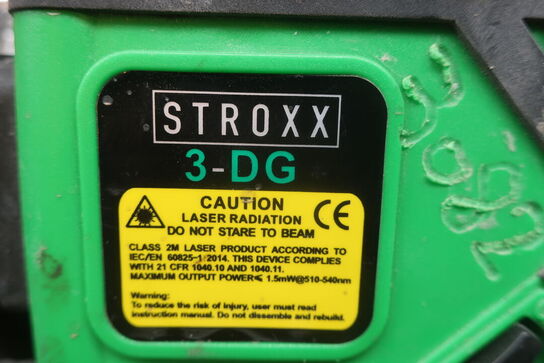 STROXX
3-DG
CAUTION
LASER RADIATION
DO NOT STARE TO BEAM
CE
CLASS 2M LASER PRODUCT ACCORDING TO
IEC/EN 60825-1/2014. THIS DEVICE COMPLIES
WITH 21 CFR 1040.10 AND 1040.11.
MAXIMUM OUTPUT POWER≤ 1.5mW@510-540nm
Warning:
To reduce the risk of injury, user must read
instruction manual. Do not dissemble and rebuild.